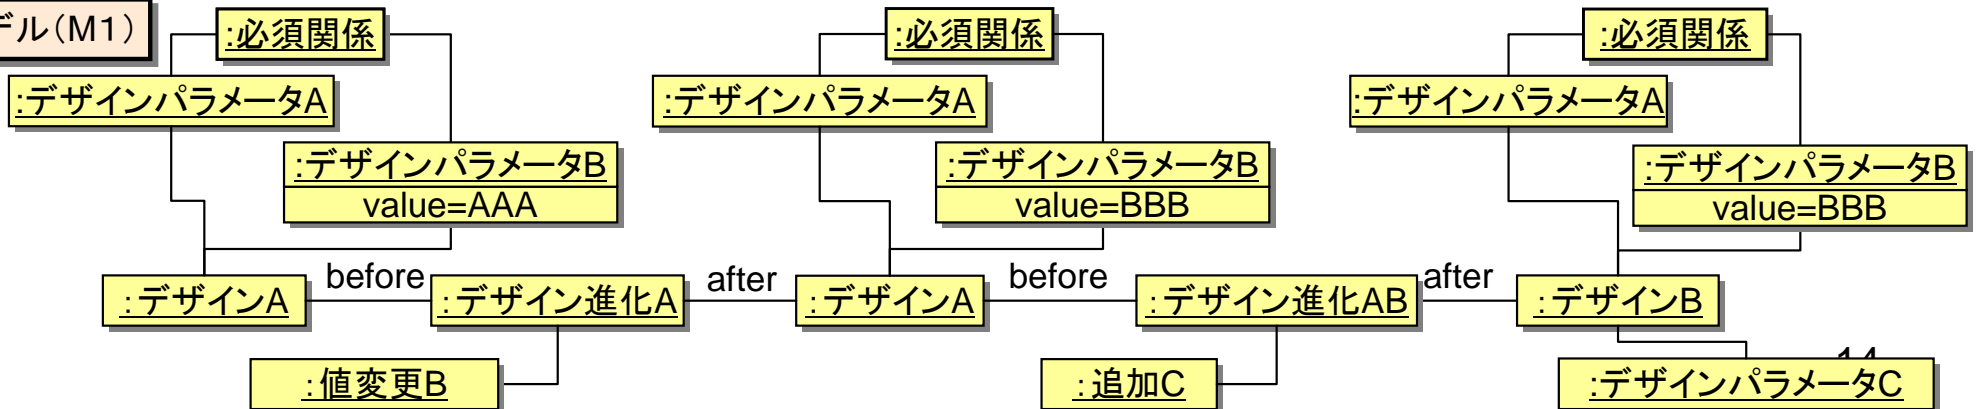 デル(M1)
:必須関係
:必須関係
:必須関係
:デザインパラメータA
:デザインパラメータA
:デザインパラメータA
:デザインパラメータB
value=AAA
:デザインパラメータB
value=BBB
:デザインパラメータB
value=BBB
:デザインA
before
:デザイン進化A
after
:デザインA
before
:デザイン進化AB
after
:デザインB
:値変更B
:追加C
:デザインパラメータC